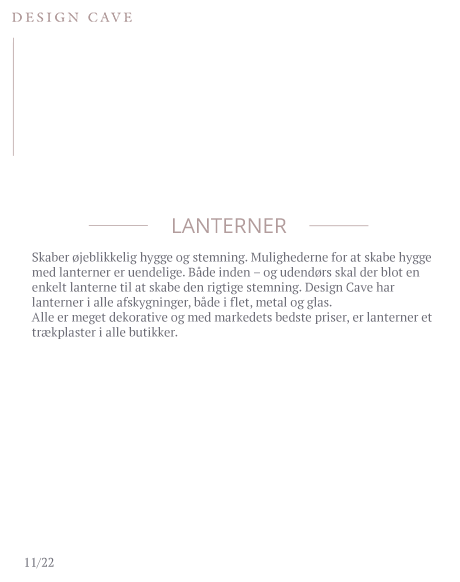 DESIGN CAVE
LANTERNER
Skaber øjeblikkelig hygge og stemning. Mulighederne for at skabe hygge
med lanterner er uendelige. Både inden – og udendørs skal der blot en
enkelt lanterne til at skabe den rigtige stemning. Design Cave har
lanterner i alle afskygninger, både i flet, metal og glas.
Alle er meget dekorative og med markedets bedste priser, er lanterner et
trækplaster i alle butikker.
11/22